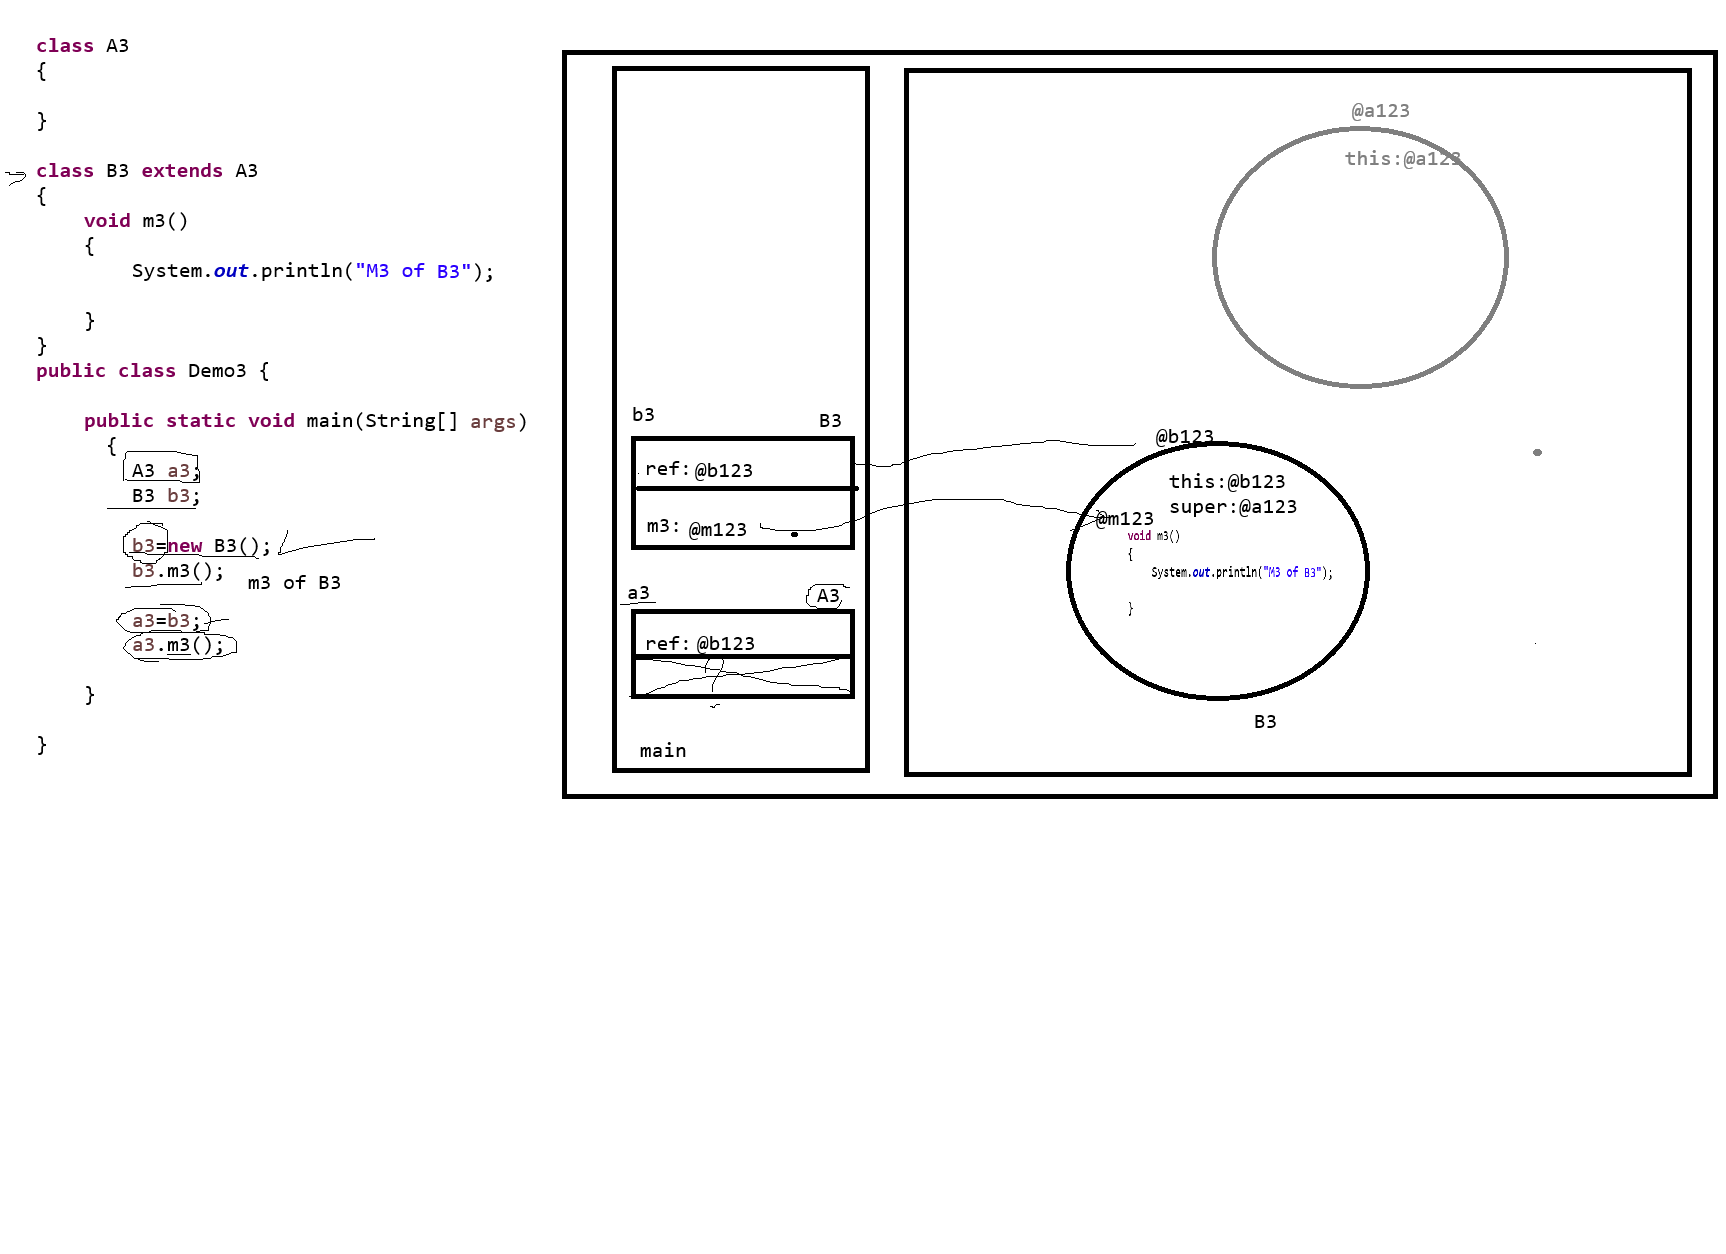 class A3
{
}
class B3 extends A3
{
void m3()
{
System.out.println("M3 of B3");
}
}
public class Demo3 {
public static void main(String[] args)
{
A3 a3;
B3 b3;
b3=new B3();
b3.m3();
m3 of B3
a3=b3;
a3.m3();
}
}
b3
B3
ref: @b123
m3: @m123
a3
A3
ref: @b123
main
@a123
this:@a123
@b123
this:@b123
super:@a123
@m123
void m3()
{
System.out.println("M3 of B3");
}
B3